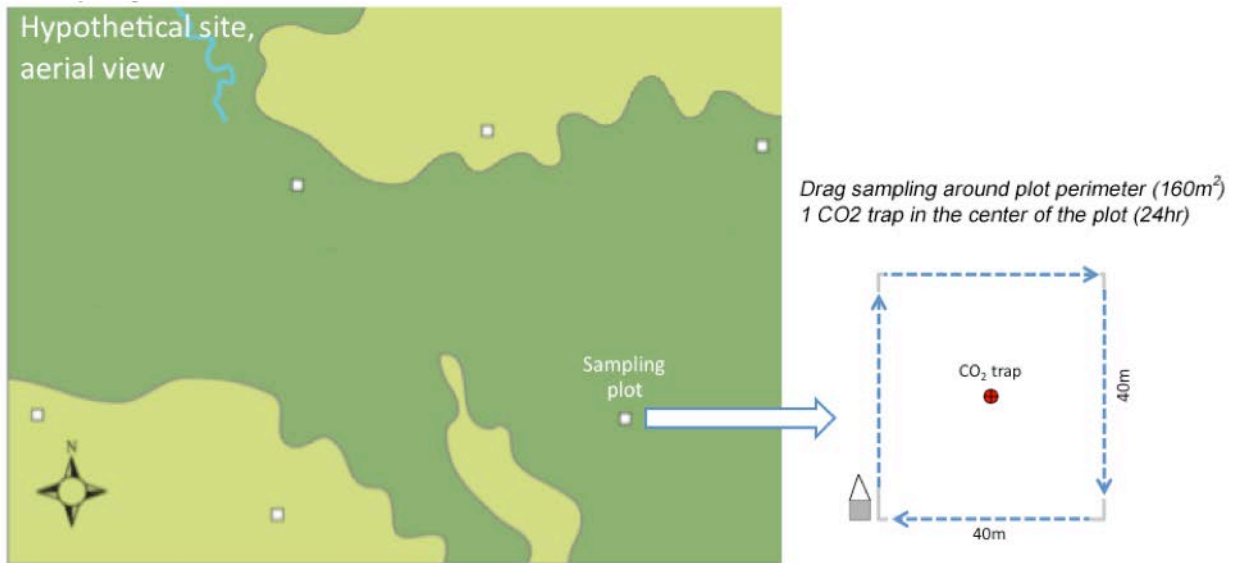 Hypothetical site,
aerial view
Sampling
plot
N
Drag sampling around plot perimeter (160m²)
1 CO2 trap in the center of the plot (24hr)
CO₂ trap
40m
40m